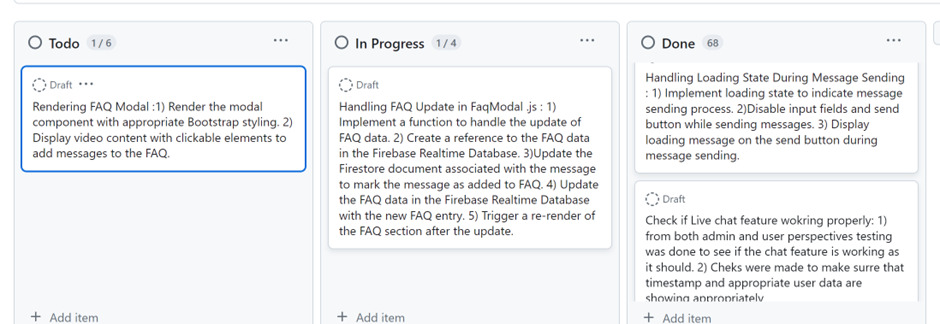 Todo 1 / 6 ...
Draft ...
Rendering FAQ Modal :1) Render the
modal
component with appropriate Bootstrap styling. 2)
Display video content with clickable elements to
add messages to the FAQ.
Add item
In Progress 1 / 4 ...
Draft
Handling FAQ Update in FaqModal .js : 1)
Implement a function to handle the update of
FAQ data. 2) Create a reference to the FAQ data
in the Firebase Realtime Database. 3)Update the
Firestore document associated with the message
to mark the message as added to FAQ. 4) Update
the FAQ data in the Firebase Realtime Database
with the new FAQ entry. 5) Trigger a re-render of
the FAQ section after the update.
Add item
Done 68 ...
Handling Loading State During Message Sending
: 1) Implement loading state to indicate message
sending process. 2)Disable input fields and send
button while sending messages. 3) Display
loading message on the send button during
message sending.
Draft
Check if Live chat feature wokring properly: 1)
from both admin and user perspectives testing
was done to see if the chat feature is working as
it should. 2) Cheks were made to make surre that
timestamp and appropriate user data are
showing appropriately
Add item